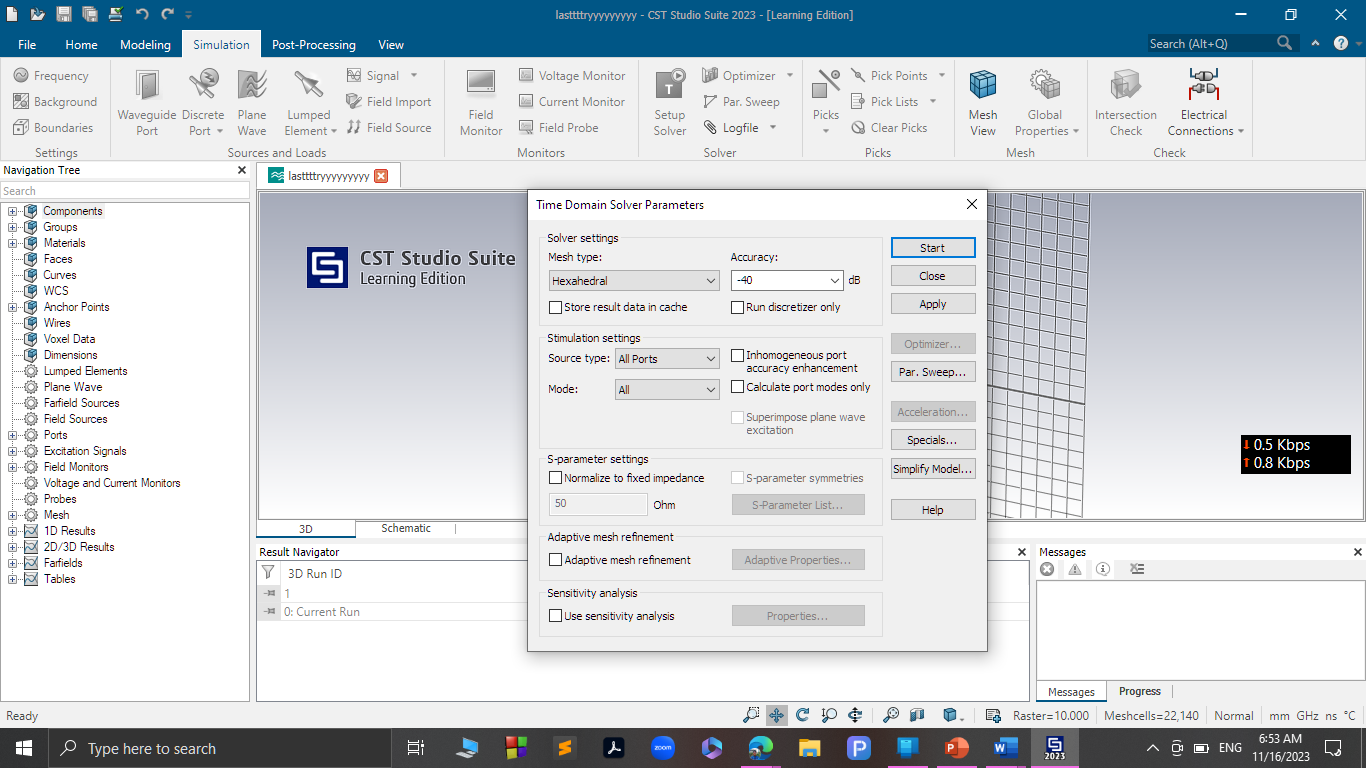 lasttttryyyyyyyyy - CST Studio Suite 2023 - [Learning Edition]
File Home Modeling Simulation Post-Processing View Search (Alt+Q)
Frequency
Background
Boundaries
Settings
Waveguide Port
Discrete Port
Plane Wave
Lumped Element
Signal
Field Import
Field Source
Sources and Loads
Field Monitor
Voltage Monitor
Current Monitor
Field Probe
Monitors
Setup Solver
Optimizer
Par. Sweep
Logfile
Solver
Picks
Pick Points
Pick Lists
Clear Picks
Picks
Mesh View
Global Properties
Mesh
Intersection Check
Electrical Connections
Check
Navigation Tree
Search
Components
Groups
Materials
Faces
Curves
WCS
Anchor Points
Wires
Voxel Data
Dimensions
Lumped Elements
Plane Wave
Farfield Sources
Field Sources
Ports
Excitation Signals
Field Monitors
Voltage and Current Monitors
Probes
Mesh
1D Results
2D/3D Results
Farfields
Tables
lasttttryyyyyyyyy
CST Studio Suite
Learning Edition
3D Schematic
Time Domain Solver Parameters
Solver settings
Mesh type: Accuracy:
Hexahedral -40 dB
Store result data in cache Run discretizer only
Stimulation settings
Source type: All Ports
Inhomogeneous port
accuracy enhancement
Mode: All
Calculate port modes only
Superimpose plane wave
excitation
S-parameter settings
Normalize to fixed impedance S-parameter symmetries
50 Ohm S-Parameter List...
Adaptive mesh refinement
Adaptive mesh refinement Adaptive Properties...
Sensitivity analysis
Use sensitivity analysis Properties...
Start
Close
Apply
Optimizer...
Par. Sweep...
Acceleration...
Specials...
Simplify Model...
Help
0.5 Kbps
0.8 Kbps
Result Navigator
3D Run ID
1
0: Current Run
Messages
Messages Progress
Ready Raster=10.000 Meshcells=22,140 Normal mm GHz ns °C
Type here to search
zoom
2023
ENG
6:53 AM
11/16/2023